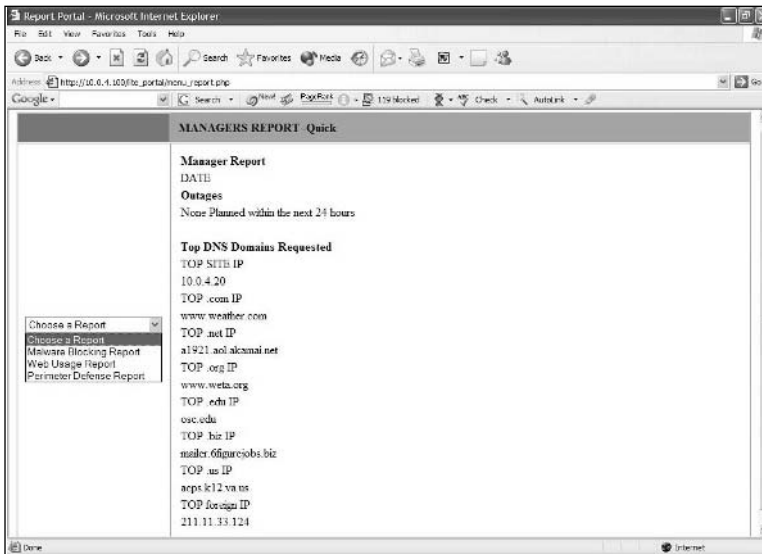 Report Portal - Microsoft Internet Explorer
File Edit View Favorites Tools Help
Back Search Favorites Media
Address http://10.0.4.100/lite_portal/menu_report.php Go
Google Search New! PageRank 119 blocked Check AutoLink
MANAGERS REPORT-Quick
Manager Report
DATE
Outages
None Planned within the next 24 hours
Top DNS Domains Requested
TOP SITE IP
10.0.4.20
TOP .com IP
www.weather.com
TOP .net IP
a1921.aol.akamai.net
TOP .org IP
www.weta.org
TOP .edu IP
osc.edu
TOP .biz IP
mailer.6figurejobs.biz
TOP .us IP
acps.k12.va.us
TOP foreign IP
211.11.33.124
Choose a Report
Choose a Report
Malware Blocking Report
Web Usage Report
Perimeter Defense Report
Done Internet